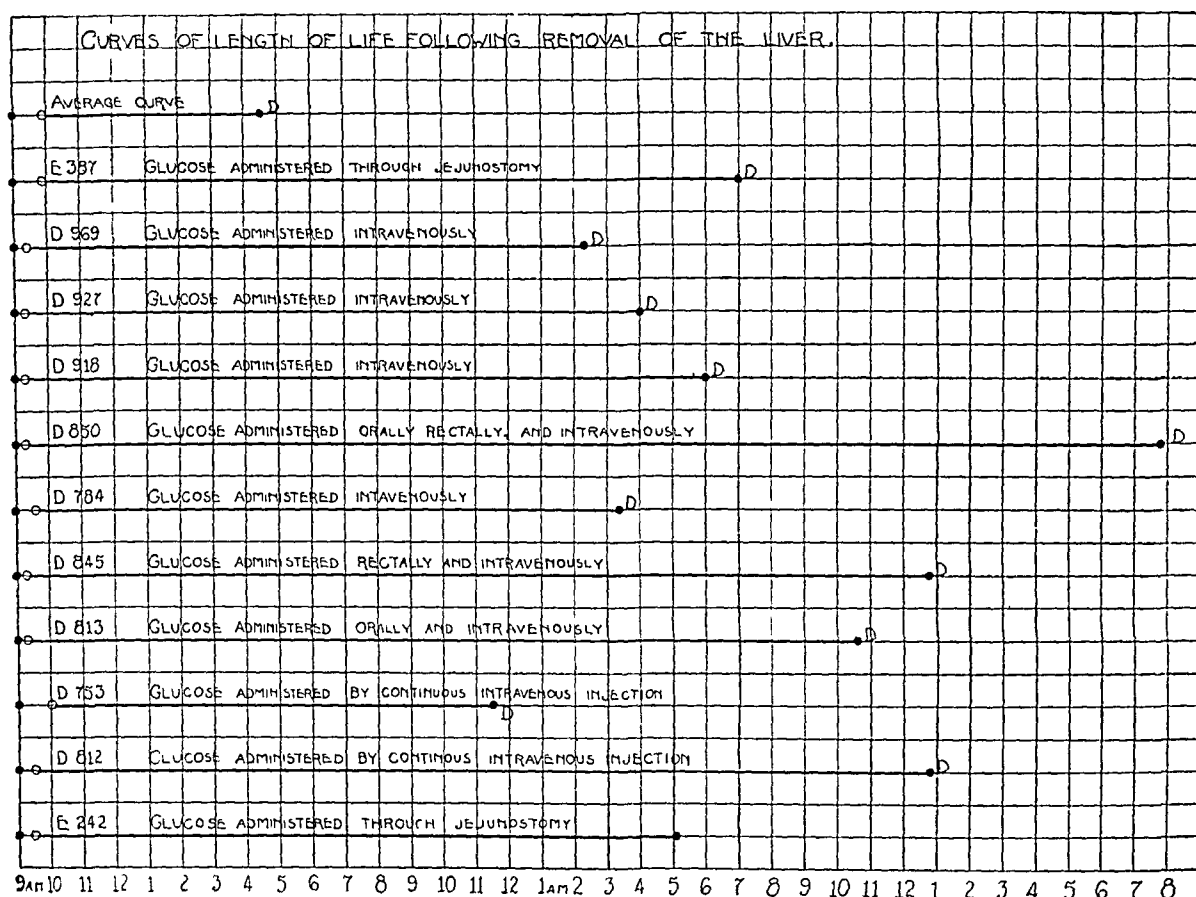 CURVES OF LENGTH OF LIFE FOLLOWING REMOVAL OF THE LIVER.
AVERAGE CURVE D
E 387 GLUCOSE ADMINISTERED THROUGH JEJUNOSTOMY D
D 969 GLUCOSE ADMINISTERED INTRAVENOUSLY D
D 927 GLUCOSE ADMINISTERED INTRAVENOUSLY D
D 918 GLUCOSE ADMINISTERED INTRAVENOUSLY D
D 850 GLUCOSE ADMINISTERED ORALLY RECTALLY, AND INTRAVENOUSLY D
D 784 GLUCOSE ADMINISTERED INTAVENOUSLY D
D 845 GLUCOSE ADMINISTERED RECTALLY AND INTRAVENOUSLY D
D 813 GLUCOSE ADMINISTERED ORALLY AND INTRAVENOUSLY D
D 753 GLUCOSE ADMINISTERED BY CONTINUOUS INTRAVENOUS INJECTION D
D 812 CLUCOSE ADMINISTERED BY CONTINOUS INTRAVENOUS INJECTION D
E 242 GLUCOSE ADMINISTERED THROUGH JEJUNOSTOMY
9AM 10 11 12 1 2 3 4 5 6 7 8 9 10 11 12 1AM 2 3 4 5 6 7 8 9 10 11 12 1 2 3 4 5 6 7 8